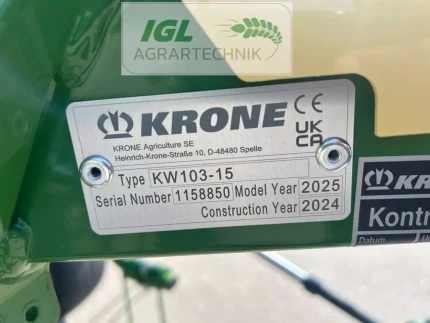 IGL
AGRARTECHNIK
KRONE
CE
UK
CA
KRONE Agriculture SE
Heinrich-Krone-Straße 10, D-48480 Spelle
Type KW103-15
Serial Number 1158850 Model Year 2025
Construction Year 2024
Kontr
Datum